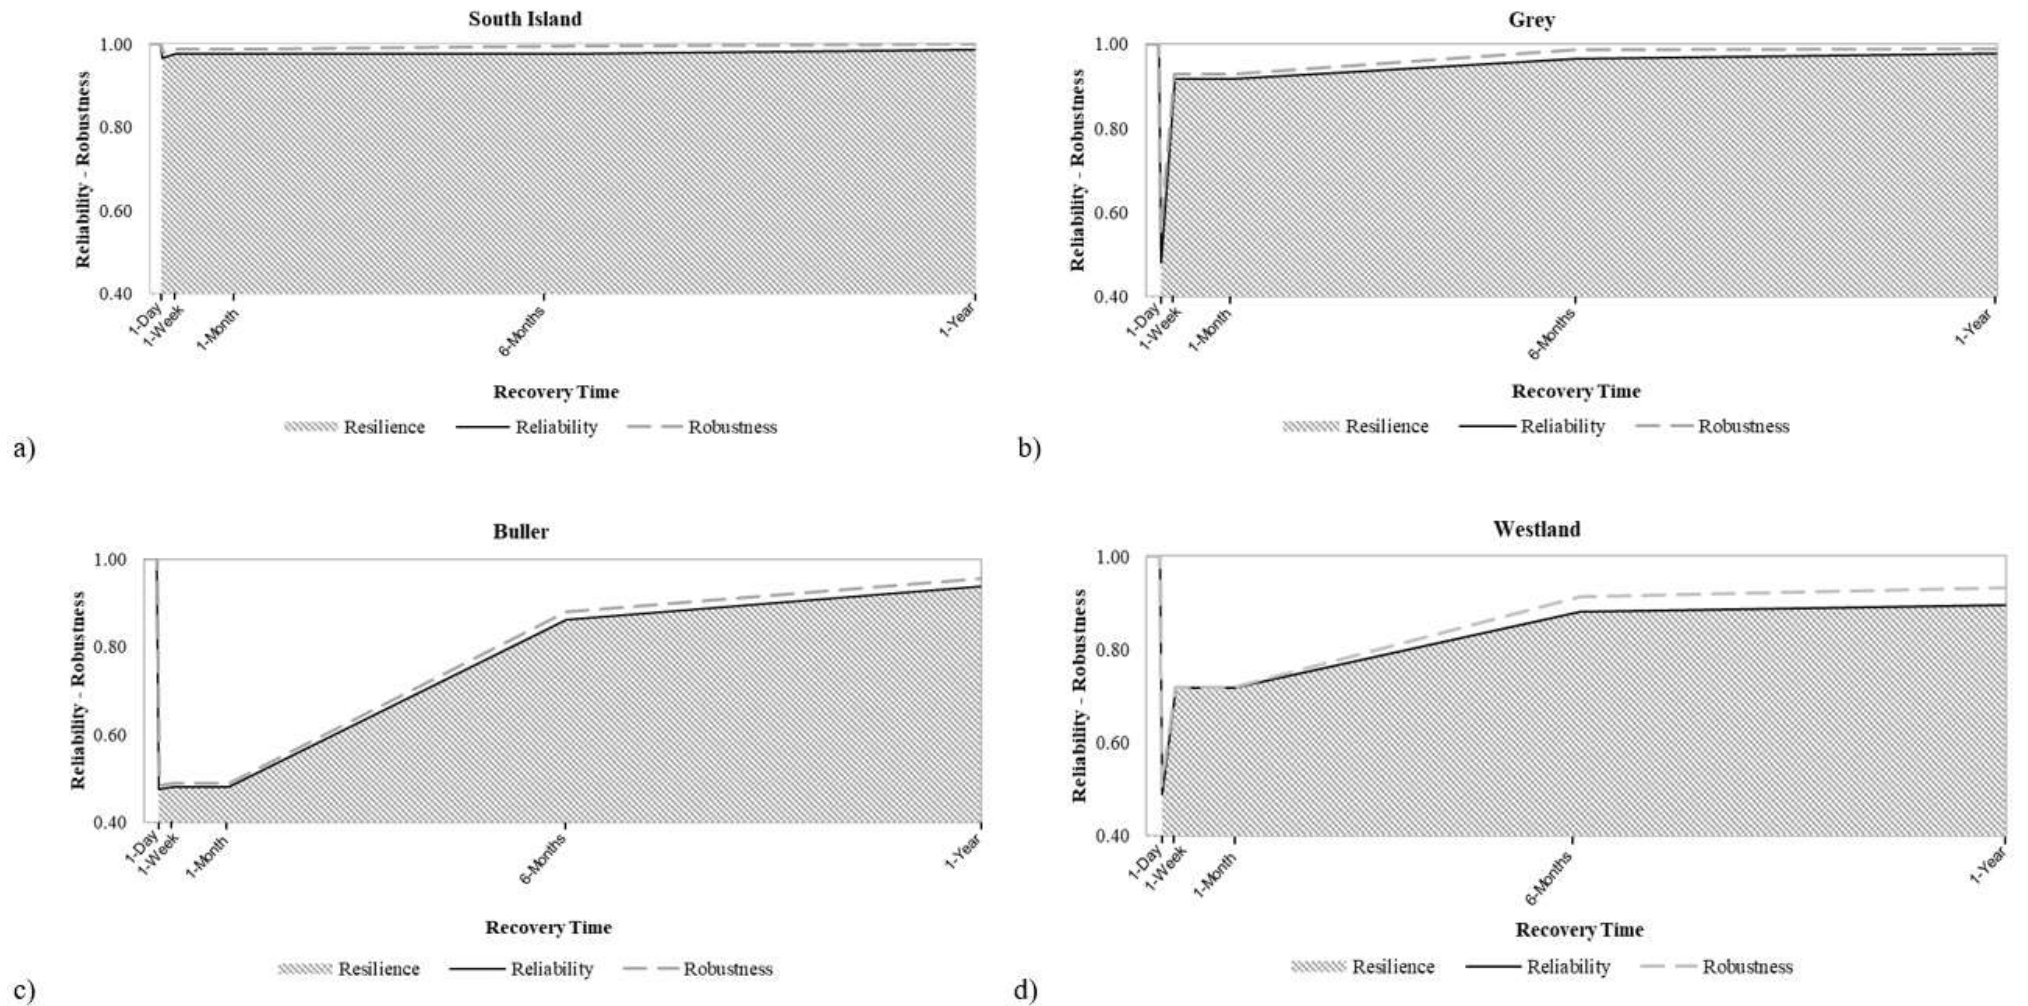 South Island
1.00
0.80
0.60
0.40
Reliability - Robustness
1-Day
1-Week
1-Month
6-Months
1-Year
Recovery Time
Resilience Reliability Robustness
a)
Grey
1.00
0.80
0.60
0.40
Reliability - Robustness
1-Day
1-Week
1-Month
6-Months
1-Year
Recovery Time
Resilience Reliability Robustness
b)
Buller
1.00
0.80
0.60
0.40
Reliability - Robustness
1-Day
1-Week
1-Month
6-Months
1-Year
Recovery Time
Resilience Reliability Robustness
c)
Westland
1.00
0.80
0.60
0.40
Reliability - Robustness
1-Day
1-Week
1-Month
6-Months
1-Year
Recovery Time
Resilience Reliability Robustness
d)